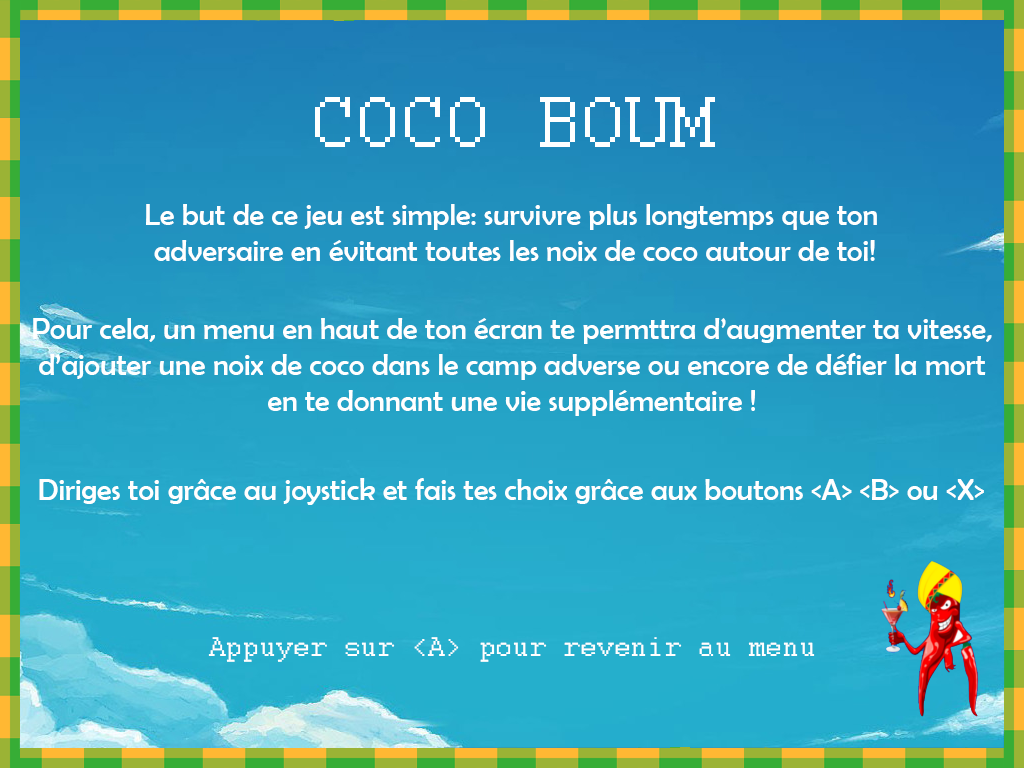 COCO BOUM
Le but de ce jeu est simple: survivre plus longtemps que ton
adversaire en évitant toutes les noix de coco autour de toi!
Pour cela, un menu en haut de ton écran te permttra d'augmenter ta vitesse,
d'ajouter une noix de coco dans le camp adverse ou encore de défier la mort
en te donnant une vie supplémentaire !
Diriges toi grâce au joystick et fais tes choix grâce aux boutons <A> <B> ou <X>
Appuyer sur <A> pour revenir au menu